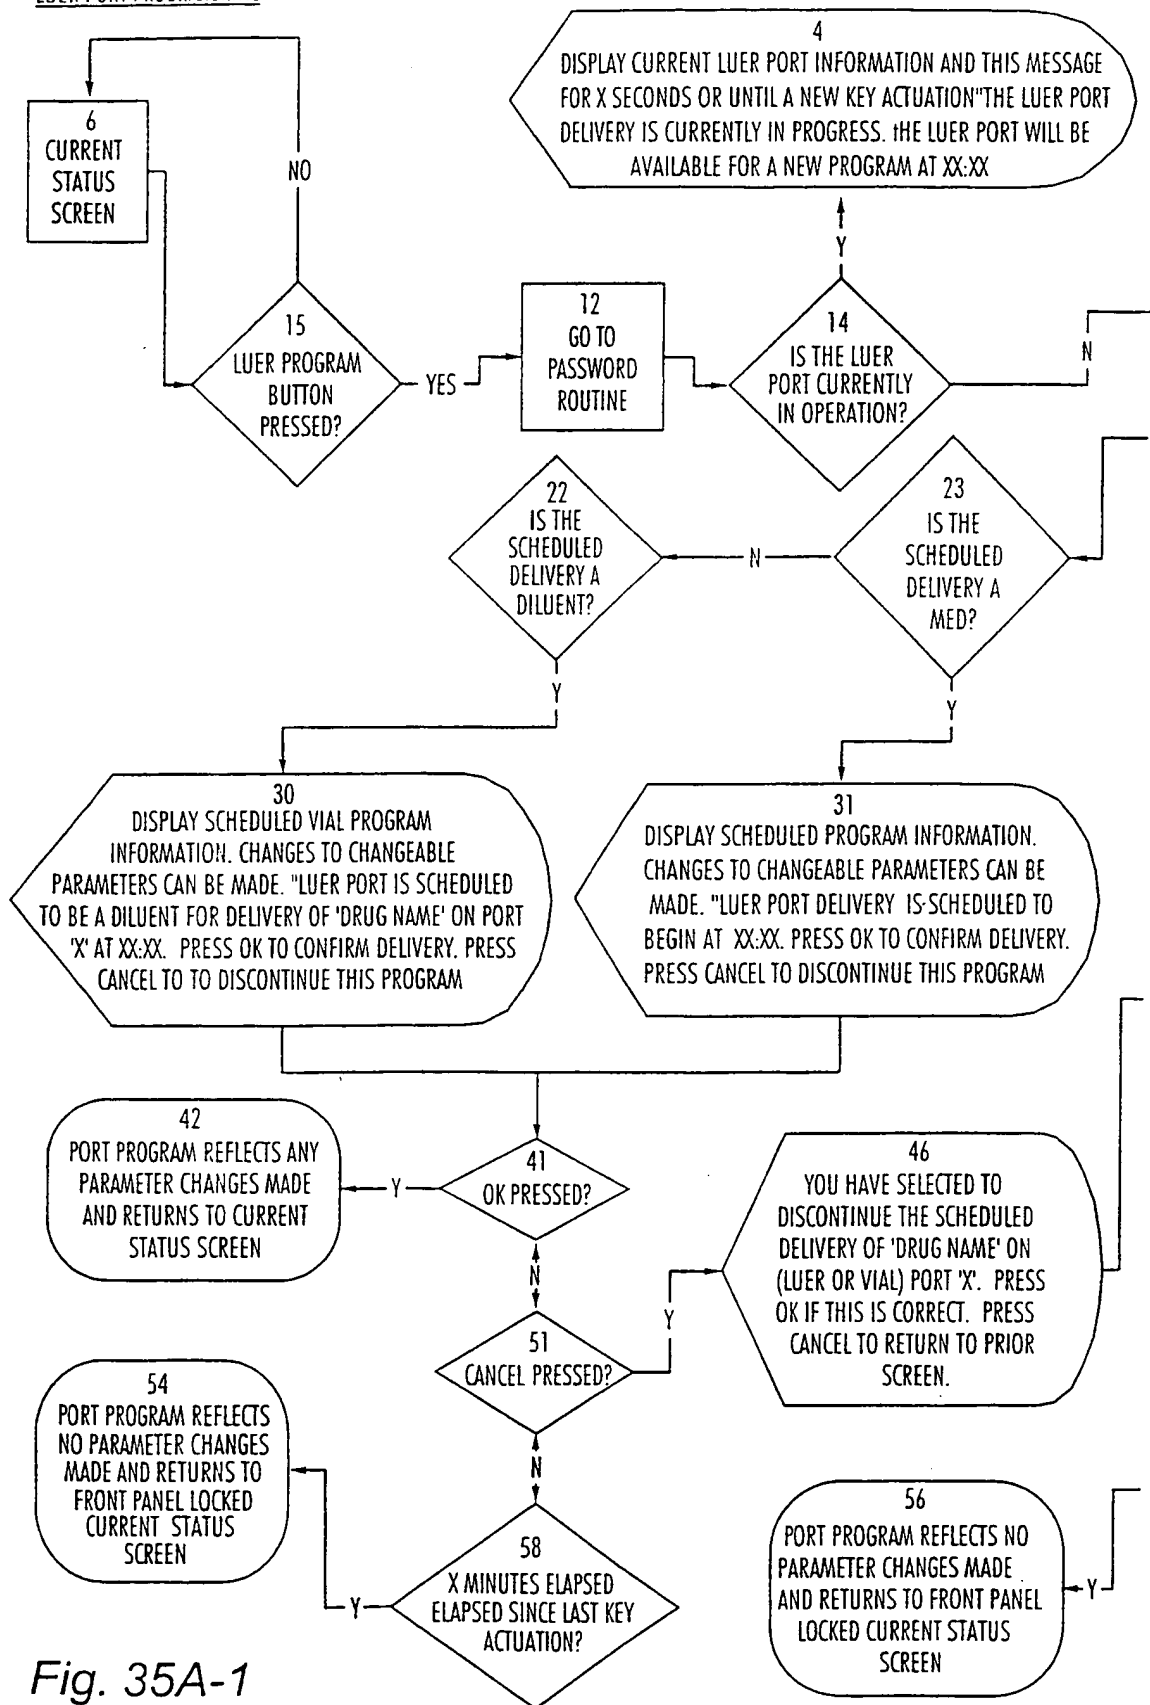 4
DISPLAY CURRENT LUER PORT INFORMATION AND THIS MESSAGE
FOR X SECONDS OR UNTIL A NEW KEY ACTUATION"THE LUER PORT
DELIVERY IS CURRENTLY IN PROGRESS. tHE LUER PORT WILL BE
AVAILABLE FOR A NEW PROGRAM AT XX:XX
6
CURRENT
STATUS
SCREEN
NO
15
LUER PROGRAM
BUTTON
PRESSED?
YES
12
GO TO
PASSWORD
ROUTINE
Y
14
IS THE LUER
PORT CURRENTLY
IN OPERATION?
N
22
IS THE
SCHEDULED
DELIVERY A
DILUENT?
N
23
IS THE
SCHEDULED
DELIVERY A
MED?
Y
Y
30
DISPLAY SCHEDULED VIAL PROGRAM
INFORMATION. CHANGES TO CHANGEABLE
PARAMETERS CAN BE MADE. "LUER PORT IS SCHEDULED
TO BE A DILUENT FOR DELIVERY OF 'DRUG NAME' ON PORT
'X' AT XX:XX. PRESS OK TO CONFIRM DELIVERY. PRESS
CANCEL TO TO DISCONTINUE THIS PROGRAM
31
DISPLAY SCHEDULED PROGRAM INFORMATION.
CHANGES TO CHANGEABLE PARAMETERS CAN BE
MADE. "LUER PORT DELIVERY IS SCHEDULED TO
BEGIN AT XX:XX. PRESS OK TO CONFIRM DELIVERY.
PRESS CANCEL TO DISCONTINUE THIS PROGRAM
42
PORT PROGRAM REFLECTS ANY
PARAMETER CHANGES MADE
AND RETURNS TO CURRENT
STATUS SCREEN
Y
41
OK PRESSED?
N
46
YOU HAVE SELECTED TO
DISCONTINUE THE SCHEDULED
DELIVERY OF 'DRUG NAME' ON
(LUER OR VIAL) PORT 'X'. PRESS
OK IF THIS IS CORRECT. PRESS
CANCEL TO RETURN TO PRIOR
SCREEN.
51
CANCEL PRESSED?
Y
N
54
PORT PROGRAM REFLECTS
NO PARAMETER CHANGES
MADE AND RETURNS TO
FRONT PANEL LOCKED
CURRENT STATUS
SCREEN
Y
58
X MINUTES ELAPSED
ELAPSED SINCE LAST KEY
ACTUATION?
56
PORT PROGRAM REFLECTS NO
PARAMETER CHANGES MADE
AND RETURNS TO FRONT PANEL
LOCKED CURRENT STATUS
SCREEN
Y
Fig. 35A-1